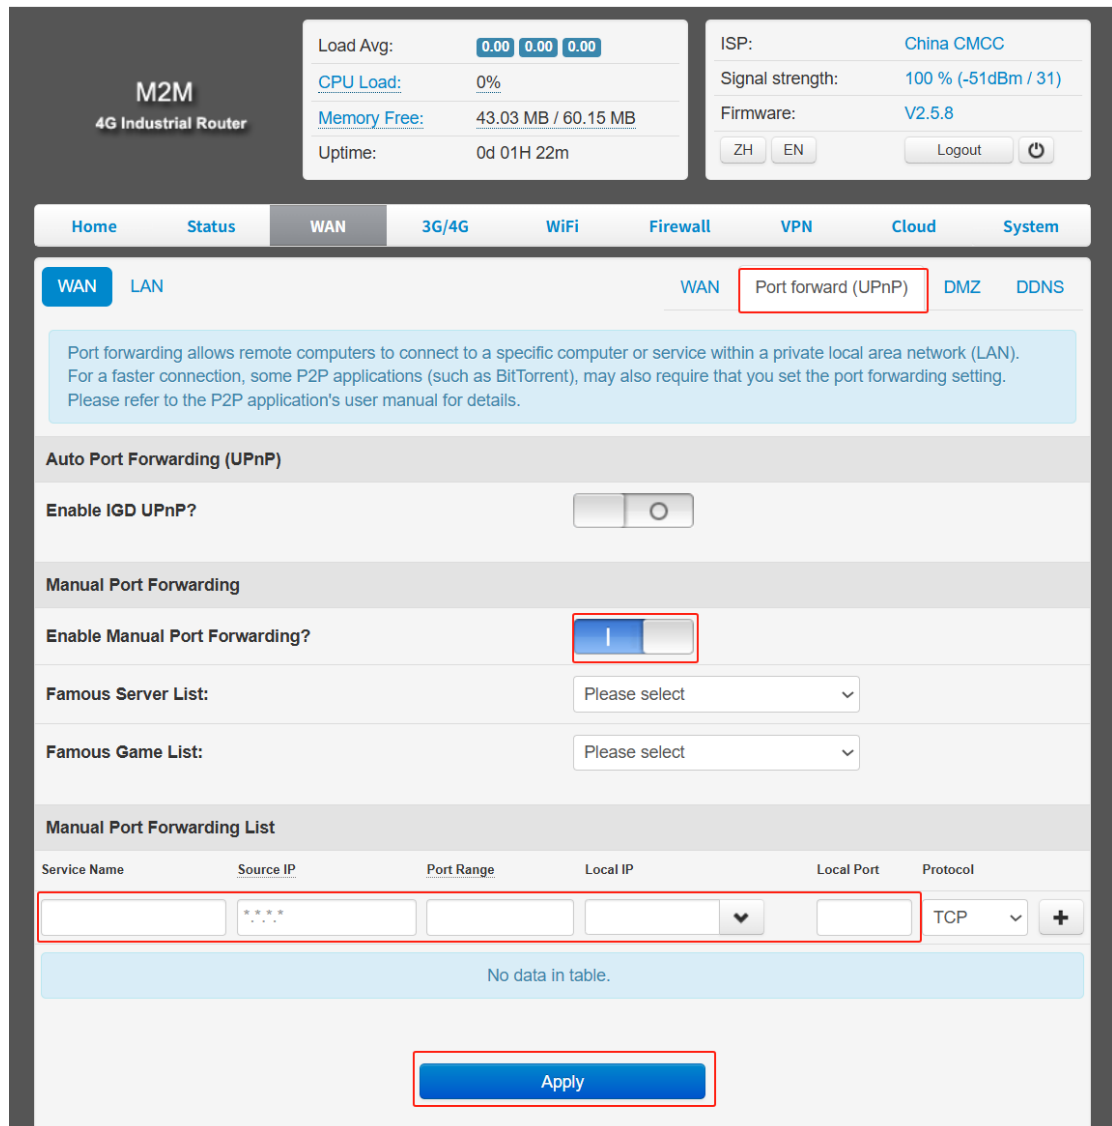 M2M
4G Industrial Router
Load Avg: 0.00 0.00 0.00
CPU Load: 0%
Memory Free: 43.03 MB / 60.15 MB
Uptime: 0d 01H 22m
ISP: China CMCC
Signal strength: 100 % (-51dBm / 31)
Firmware: V2.5.8
ZH EN Logout
Home Status WAN 3G/4G WiFi Firewall VPN Cloud System
WAN LAN WAN Port forward (UPnP) DMZ DDNS
Port forwarding allows remote computers to connect to a specific computer or service within a private local area network (LAN).
For a faster connection, some P2P applications (such as BitTorrent), may also require that you set the port forwarding setting.
Please refer to the P2P application's user manual for details.
Auto Port Forwarding (UPnP)
Enable IGD UPnP?
Manual Port Forwarding
Enable Manual Port Forwarding?
Famous Server List: Please select
Famous Game List: Please select
Manual Port Forwarding List
Service Name Source IP Port Range Local IP Local Port Protocol
*.*.*.* TCP
No data in table.
Apply